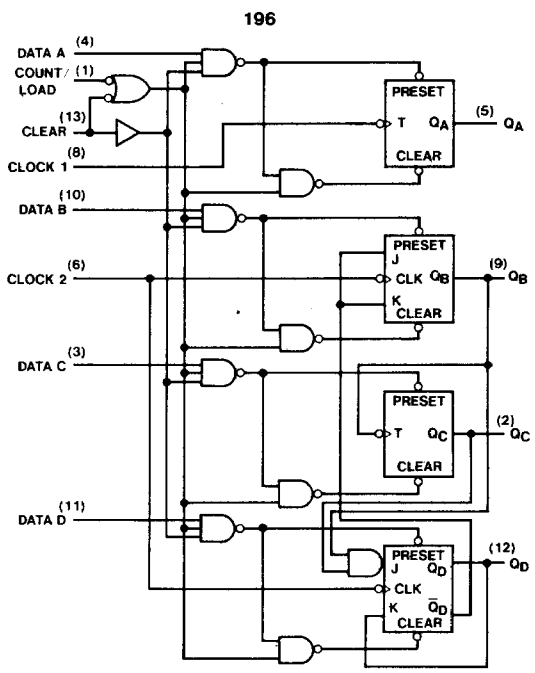 196
DATA A (4)
COUNT/ (1)
LOAD
CLEAR (13)
CLOCK 1 (8)
DATA B (10)
CLOCK 2 (6)
DATA C (3)
DATA D (11)
PRESET
T QA
CLEAR
(5) QA
PRESET
J
CLK QB
K
CLEAR
(9) QB
PRESET
T QC
CLEAR
(2) QC
PRESET
J QD
CLK
K Q̅D
CLEAR
(12) QD